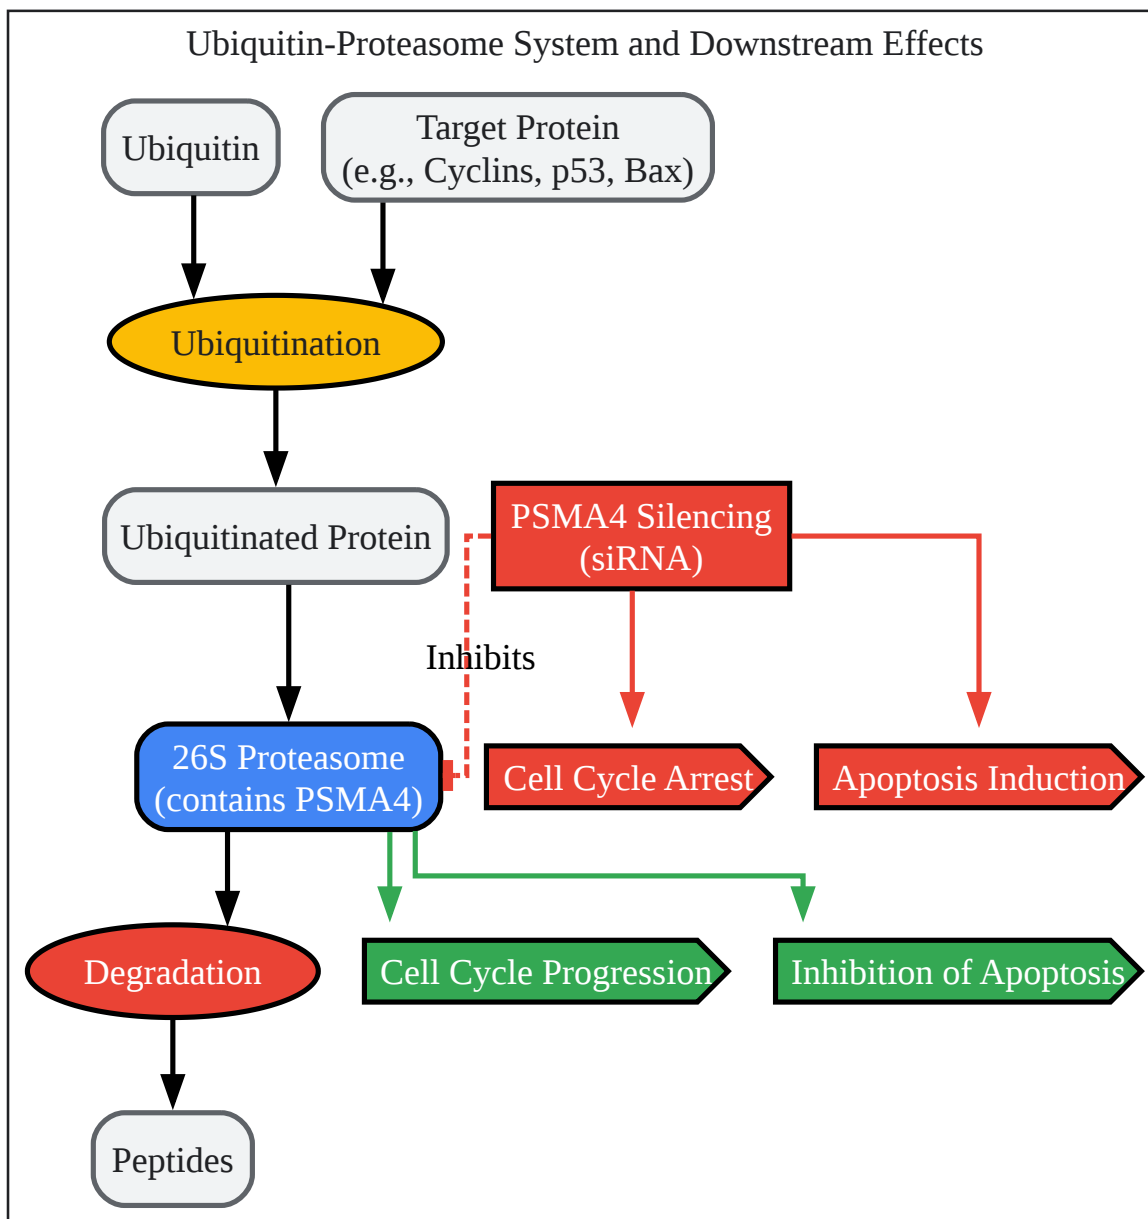 Ubiquitin-Proteasome System and Downstream Effects
Ubiquitin
Target Protein
(e.g., Cyclins, p53, Bax)
Ubiquitination
Ubiquitinated Protein
PSMA4 Silencing
(siRNA)
Inhibits
26S Proteasome
(contains PSMA4)
Cell Cycle Arrest
Apoptosis Induction
Degradation
Cell Cycle Progression
Inhibition of Apoptosis
Peptides